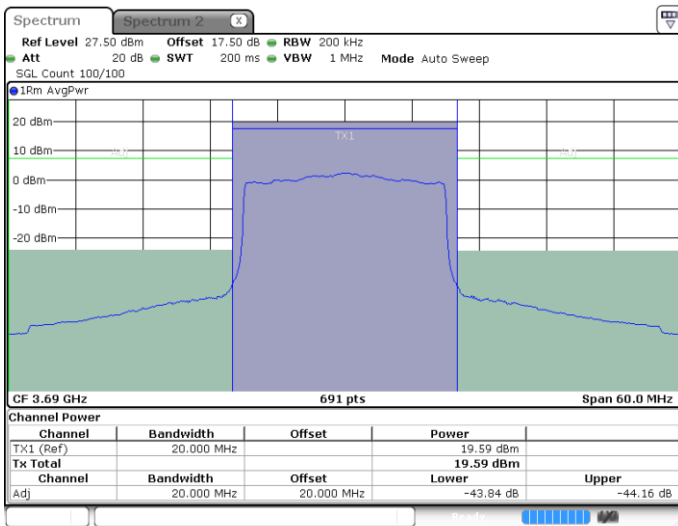 Spectrum Spectrum 2 X
Ref Level 27.50 dBm Offset 17.50 dB RBW 200 kHz
Att 20 dB SWT 200 ms VBW 1 MHz Mode Auto Sweep
SGL Count 100/100
1Rm AvgPwr
20 dBm
TX1
10 dBm
Adj Adj
0 dBm
-10 dBm
-20 dBm
CF 3.69 GHz 691 pts Span 60.0 MHz
Channel Power
Channel Bandwidth Offset Power
TX1 (Ref) 20.000 MHz 19.59 dBm
Tx Total 19.59 dBm
Channel Bandwidth Offset Lower Upper
Adj 20.000 MHz 20.000 MHz -43.84 dB -44.16 dB
Ready